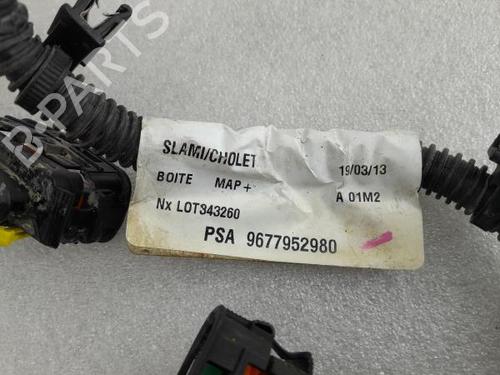 B-PARTS
SLAMI/CHOLET 19/03/13
BOITE MAP+ A 01M2
Nx LOT343260
PSA 9677952980